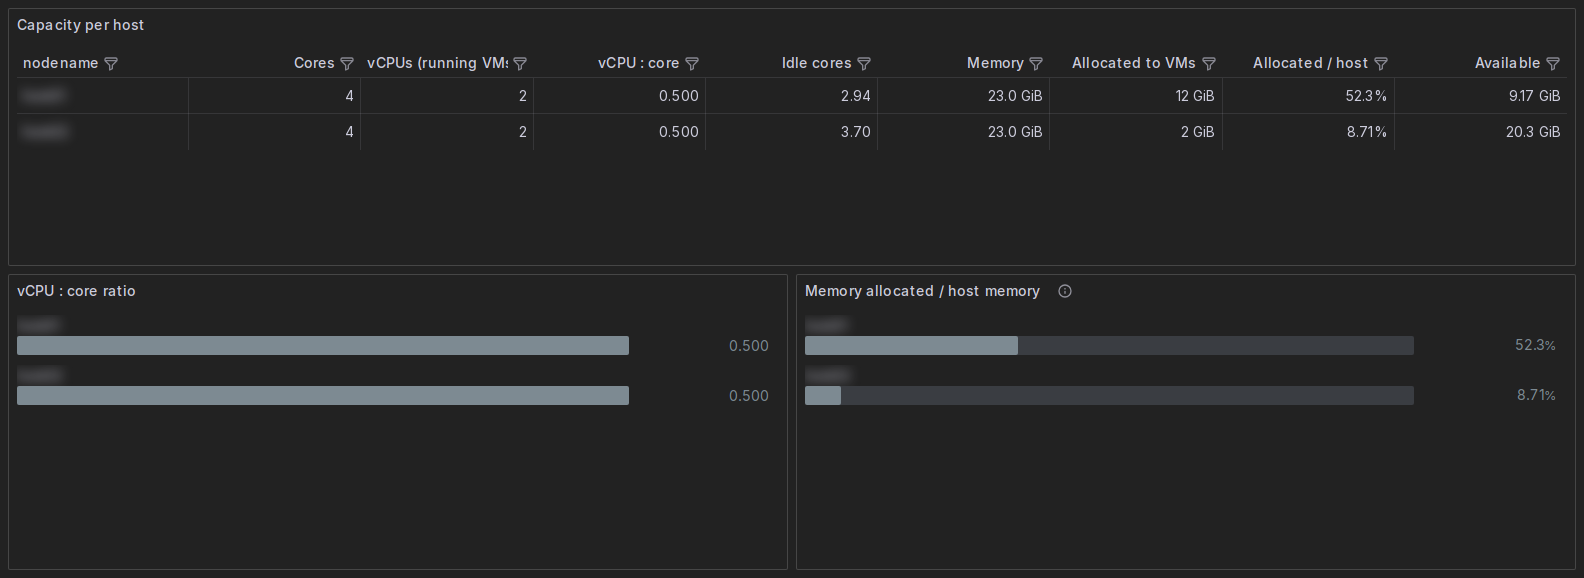 Capacity per host
nodename Cores vCPUs (running VMs vCPU : core Idle cores Memory Allocated to VMs Allocated / host Available
4 2 0.500 2.94 23.0 GiB 12 GiB 52.3% 9.17 GiB
4 2 0.500 3.70 23.0 GiB 2 GiB 8.71% 20.3 GiB
vCPU : core ratio
0.500
0.500
Memory allocated / host memory
52.3%
8.71%